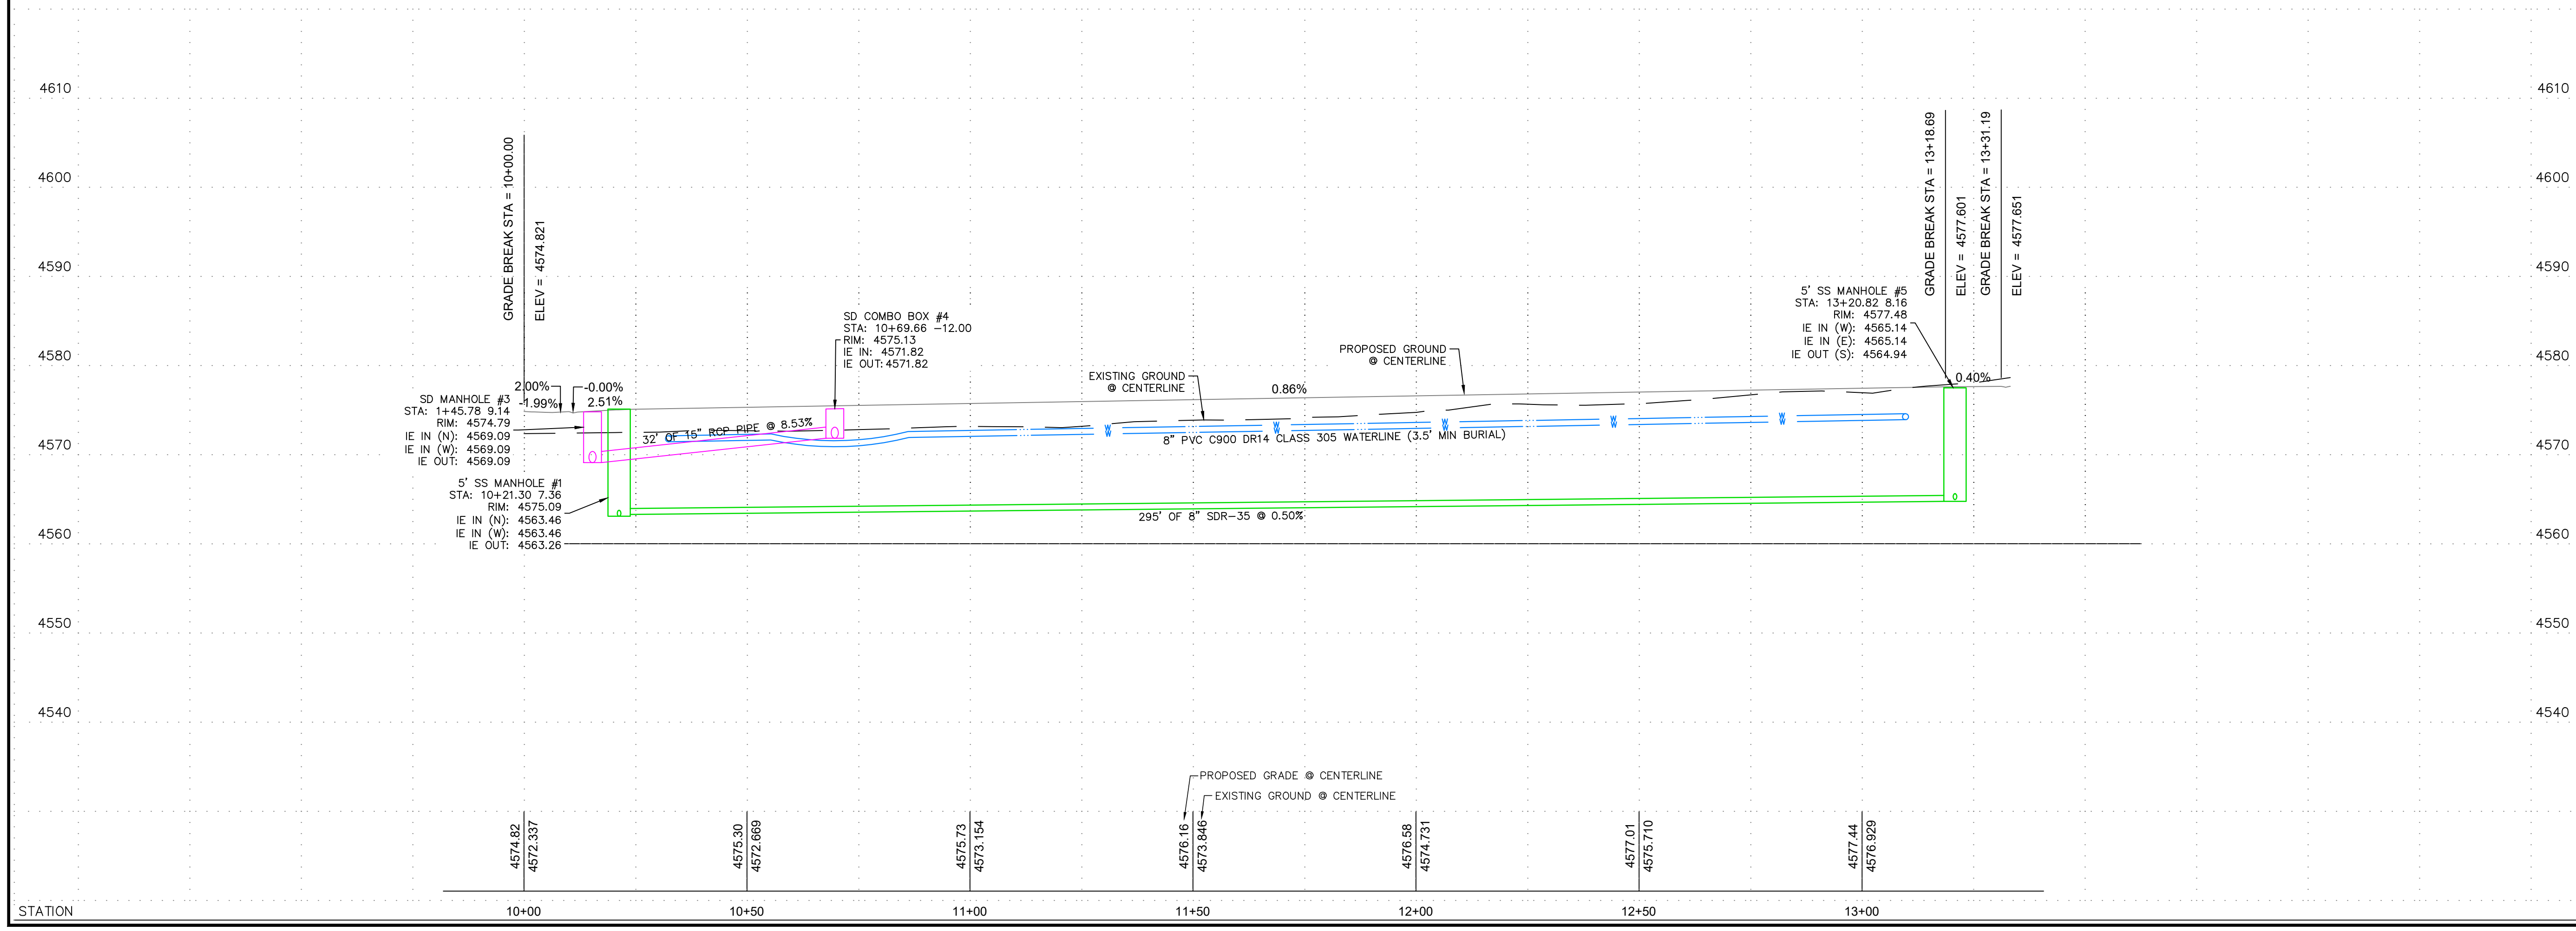 4610
4610
4600
4600
4590
4590
4580
4580
4570
4570
4560
4560
4550
4550
4540
4540
GRADE BREAK STA = 10+00.00
ELEV = 4574.821
GRADE BREAK STA = 13+18.69
ELEV = 4577.601
GRADE BREAK STA = 13+31.19
ELEV = 4577.651
5' SS MANHOLE #5
STA: 13+20.82 8.16
RIM: 4577.48
IE IN (W): 4565.14
IE IN (E): 4565.14
IE OUT (S): 4564.94
SD COMBO BOX #4
STA: 10+69.66 -12.00
RIM: 4575.13
IE IN: 4571.82
IE OUT: 4571.82
PROPOSED GROUND
@ CENTERLINE
EXISTING GROUND
@ CENTERLINE
0.86%
0.40%
2.00%
-0.00%
-1.99%
2.51%
SD MANHOLE #3
STA: 1+45.78 9.14
RIM: 4574.79
IE IN (N): 4569.09
IE IN (W): 4569.09
IE OUT: 4569.09
32' OF 15" RCP PIPE @ 8.53%
W W W W W
W W W W W
8" PVC C900 DR14 CLASS 305 WATERLINE (3.5' MIN BURIAL)
5' SS MANHOLE #1
STA: 10+21.30 7.36
RIM: 4575.09
IE IN (N): 4563.46
IE IN (W): 4563.46
IE OUT: 4563.26
295' OF 8" SDR-35 @ 0.50%
PROPOSED GRADE @ CENTERLINE
EXISTING GROUND @ CENTERLINE
4574.82
4572.337
4575.30
4572.669
4575.73
4573.154
4576.16
4573.846
4576.58
4574.731
4577.01
4575.710
4577.44
4576.929
STATION
10+00
10+50
11+00
11+50
12+00
12+50
13+00